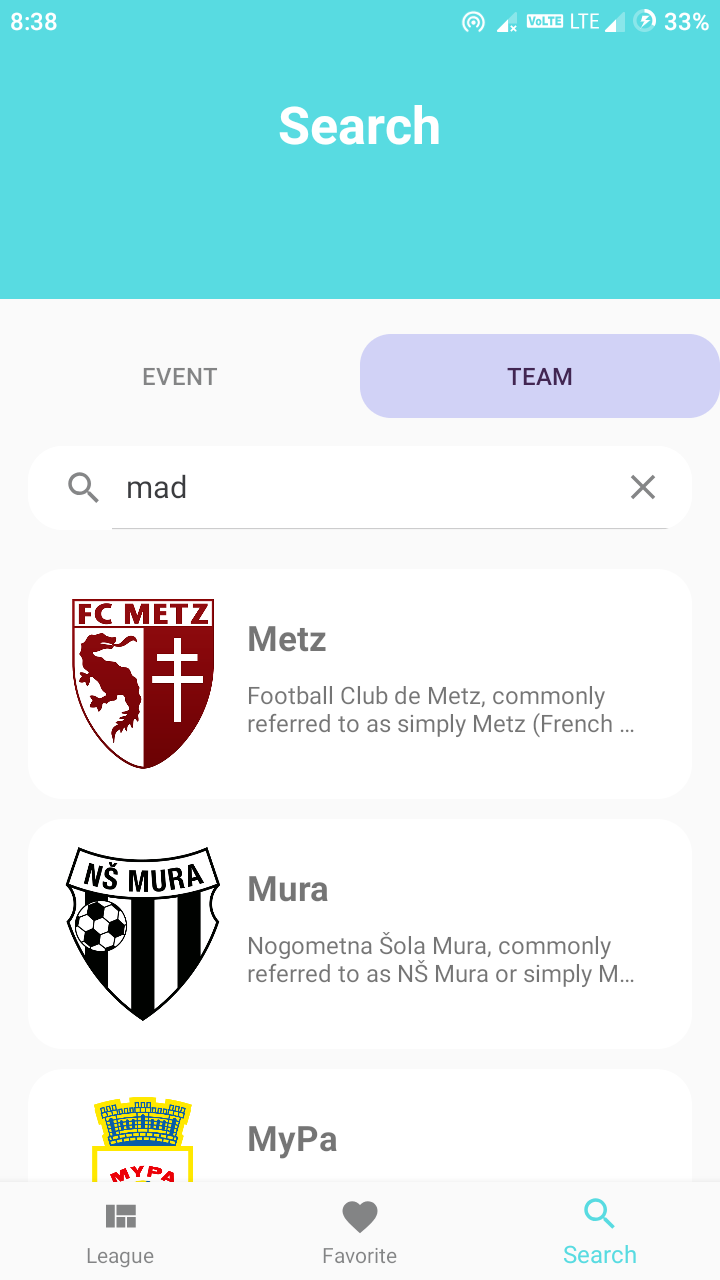 8:38 VoLTE LTE 33%
Search
EVENT
TEAM
mad
FC METZ
Metz
Football Club de Metz, commonly
referred to as simply Metz (French ...
NŠ MURA
Mura
Nogometna Šola Mura, commonly
referred to as NŠ Mura or simply M...
MYPA
MyPa
League
Favorite
Search